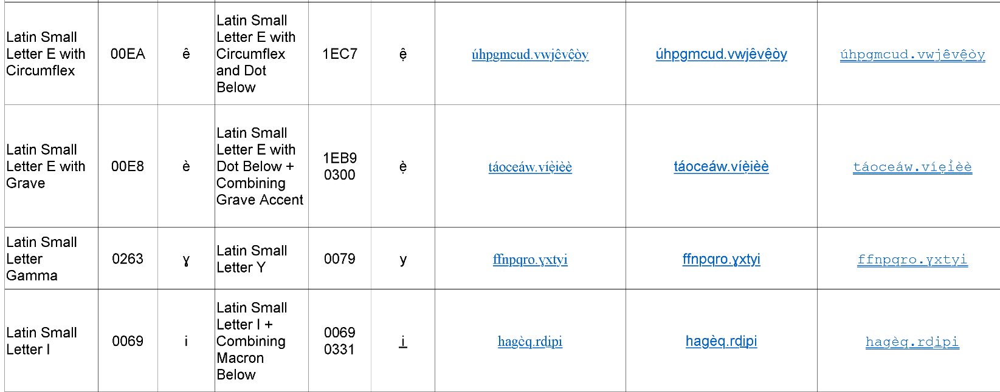 Latin Small
Letter E with
Circumflex
00EA
ê
Latin Small
Letter E with
Circumflex
and Dot
Below
1EC7
ệ
úhpgmcud.vwjêvệòy
úhpgmcud.vwjêvệòy
úhpgmcud.vwjêvệòy
Latin Small
Letter E with
Grave
00E8
è
Latin Small
Letter E with
Dot Below +
Combining
Grave Accent
1EB9
0300
ẹ̀
táoceáw.víẹ̀ièè
táoceáw.víẹ̀ièè
táoceáw.víẹ̀ièè
Latin Small
Letter
Gamma
0263
ɣ
Latin Small
Letter Y
0079
y
ffnpqro.ɣxtyi
ffnpqro.ɣxtyi
ffnpqro.ɣxtyi
Latin Small
Letter I
0069
i
Latin Small
Letter I +
Combining
Macron
Below
0069
0331
i̱
hagèq.rdipi
hagèq.rdipi
hagèq.rdipi